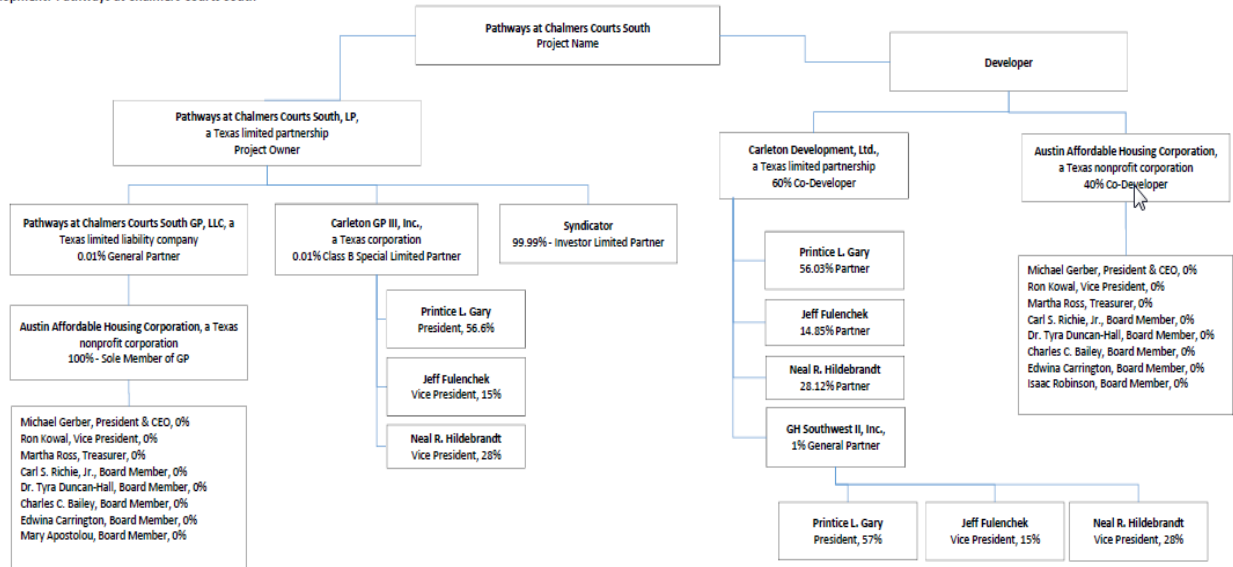 Pathways at Chalmers Courts South
Project Name
Developer
Pathways at Chalmers Courts South, LP,
a Texas limited partnership
Project Owner
Carleton Development, Ltd.,
a Texas limited partnership
60% Co-Developer
Austin Affordable Housing Corporation,
a Texas nonprofit corporation
40% Co-Developer
Pathways at Chalmers Courts South GP, LLC, a
Texas limited liability company
0.01% General Partner
Carleton GP III, Inc.,
a Texas corporation
0.01% Class B Special Limited Partner
Syndicator
99.99% - Investor Limited Partner
Austin Affordable Housing Corporation, a Texas
nonprofit corporation
100% - Sole Member of GP
Michael Gerber, President & CEO, 0%
Ron Kowal, Vice President, 0%
Martha Ross, Treasurer, 0%
Carl S. Richie, Jr., Board Member, 0%
Dr. Tyra Duncan-Hall, Board Member, 0%
Charles C. Bailey, Board Member, 0%
Edwina Carrington, Board Member, 0%
Mary Apostolou, Board Member, 0%
Printice L. Gary
President, 56.6%
Jeff Fulenchek
Vice President, 15%
Neal R. Hildebrandt
Vice President, 28%
Printice L. Gary
56.03% Partner
Jeff Fulenchek
14.85% Partner
Neal R. Hildebrandt
28.12% Partner
GH Southwest II, Inc.,
1% General Partner
Printice L. Gary
President, 57%
Jeff Fulenchek
Vice President, 15%
Neal R. Hildebrandt
Vice President, 28%
Michael Gerber, President & CEO, 0%
Ron Kowal, Vice President, 0%
Martha Ross, Treasurer, 0%
Carl S. Richie, Jr., Board Member, 0%
Dr. Tyra Duncan-Hall, Board Member, 0%
Charles C. Bailey, Board Member, 0%
Edwina Carrington, Board Member, 0%
Isaac Robinson, Board Member, 0%